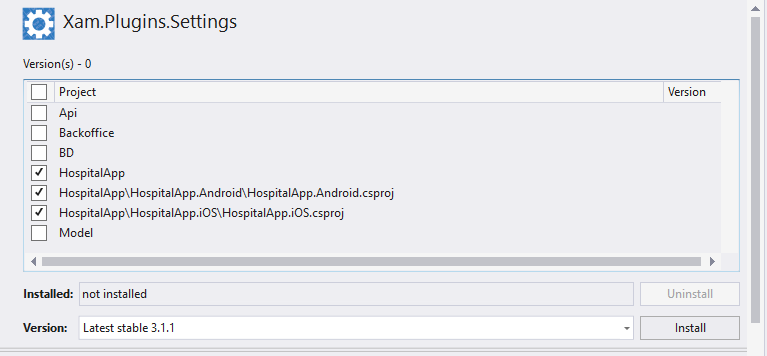 Xam.Plugins.Settings
Version(s) - 0
Project Version
Api
Backoffice
BD
HospitalApp
HospitalApp\HospitalApp.Android\HospitalApp.Android.csproj
HospitalApp\HospitalApp.iOS\HospitalApp.iOS.csproj
Model
Installed: not installed Uninstall
Version: Latest stable 3.1.1 Install